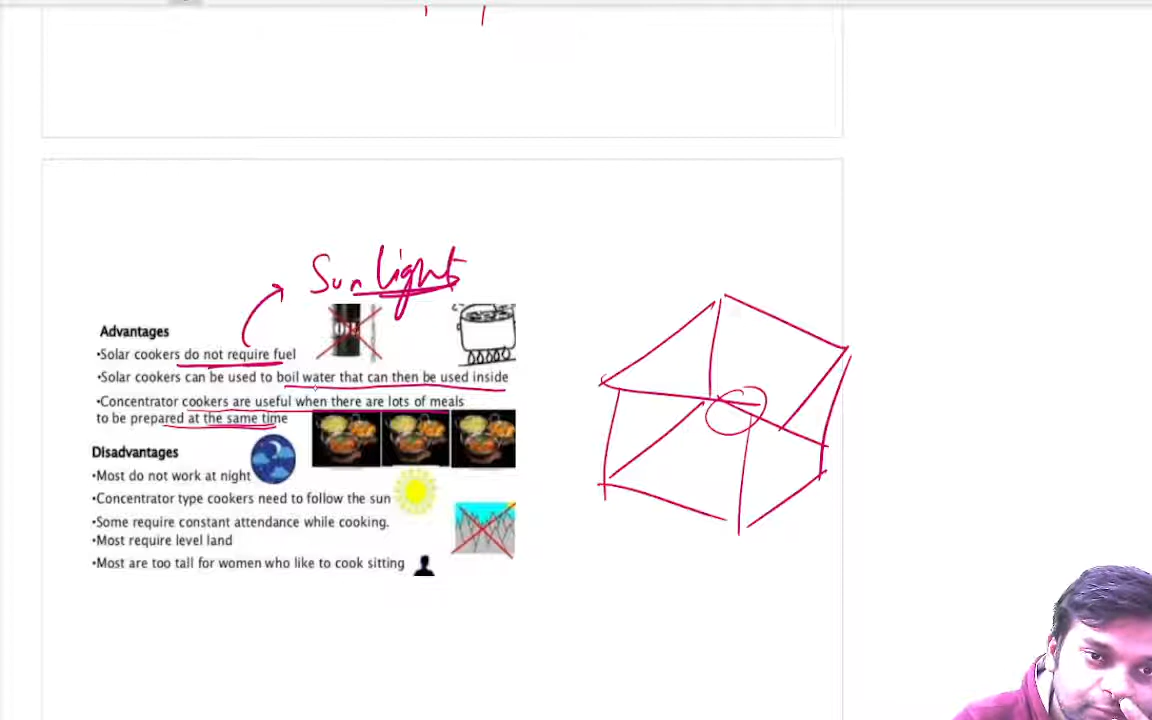 Sun light
Advantages
•Solar cookers do not require fuel
•Solar cookers can be used to boil water that can then be used inside
•Concentrator cookers are useful when there are lots of meals
to be prepared at the same time
Disadvantages
•Most do not work at night
•Concentrator type cookers need to follow the sun
•Some require constant attendance while cooking.
•Most require level land
•Most are too tall for women who like to cook sitting